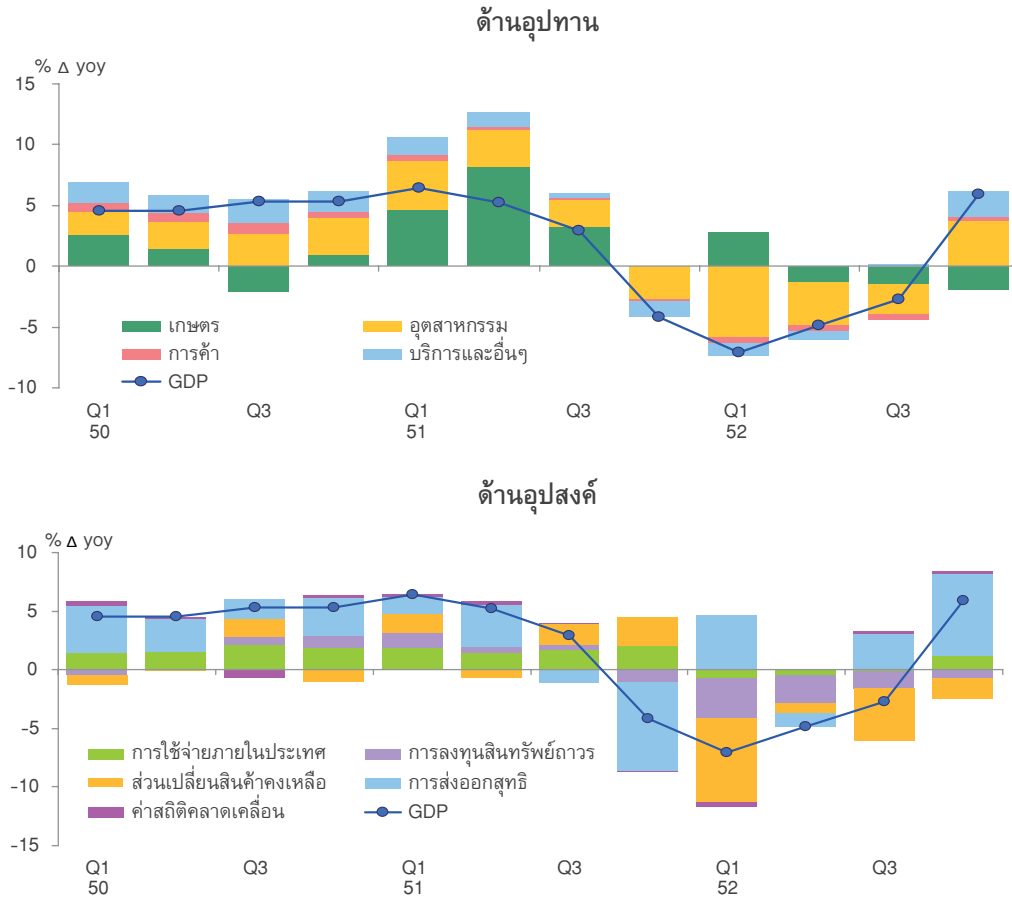 ด้านอุปทาน
% Δ yoy
15
10
5
0
-5
-10
เกษตร
อุตสาหกรรม
การค้า
บริการและอื่นๆ
GDP
Q1 Q3 Q1 Q3 Q1 Q3
50 51 52
ด้านอุปสงค์
% Δ yoy
10
5
0
-5
-10
-15
การใช้จ่ายภายในประเทศ
การลงทุนสินทรัพย์ถาวร
ส่วนเปลี่ยนสินค้าคงเหลือ
การส่งออกสุทธิ
ค่าสถิติคลาดเคลื่อน
GDP
Q1 Q3 Q1 Q3 Q1 Q3
50 51 52